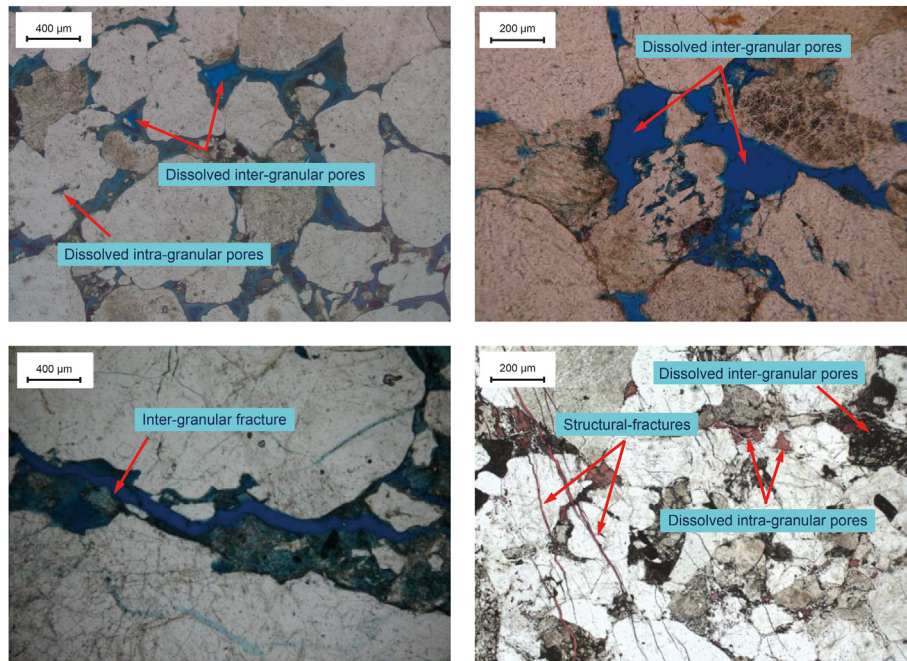 400 μm
Dissolved inter-granular pores
Dissolved intra-granular pores
200 μm
Dissolved inter-granular pores
400 μm
Inter-granular fracture
200 μm
Dissolved inter-granular pores
Structural-fractures
Dissolved intra-granular pores